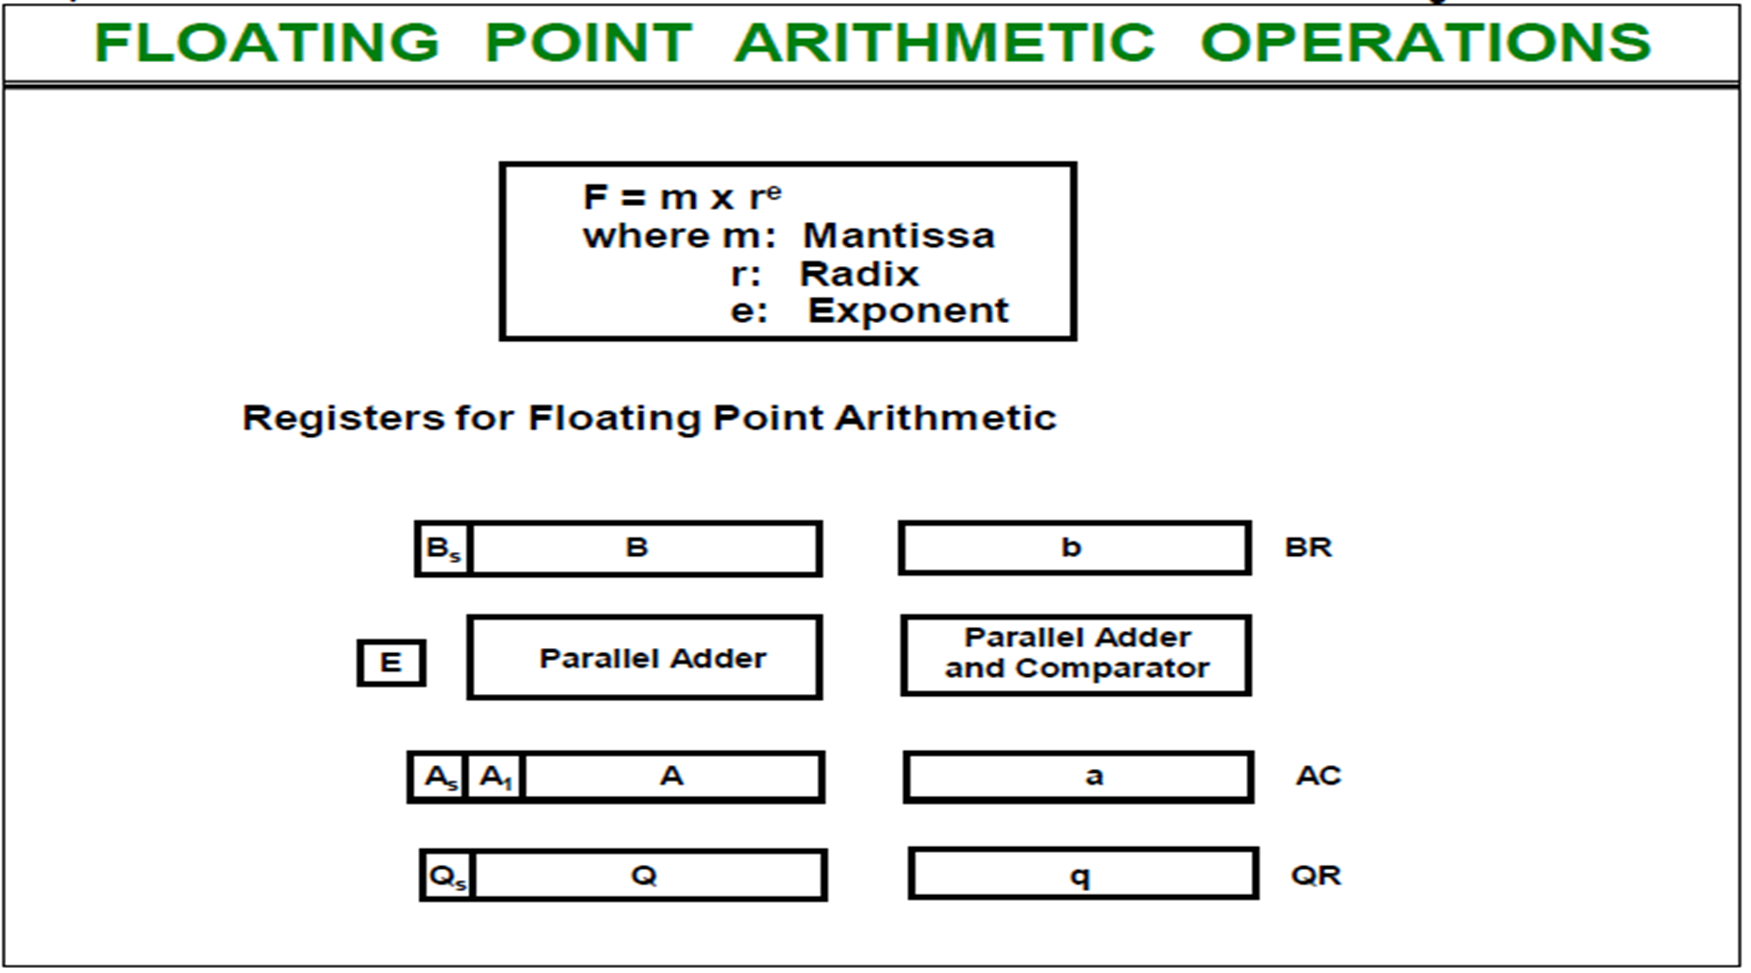 FLOATING POINT ARITHMETIC OPERATIONS
F = m x rᵉ
where m: Mantissa
r: Radix
e: Exponent
Registers for Floating Point Arithmetic
Bₛ B b BR
E Parallel Adder Parallel Adder and Comparator
Aₛ A₁ A a AC
Qₛ Q q QR